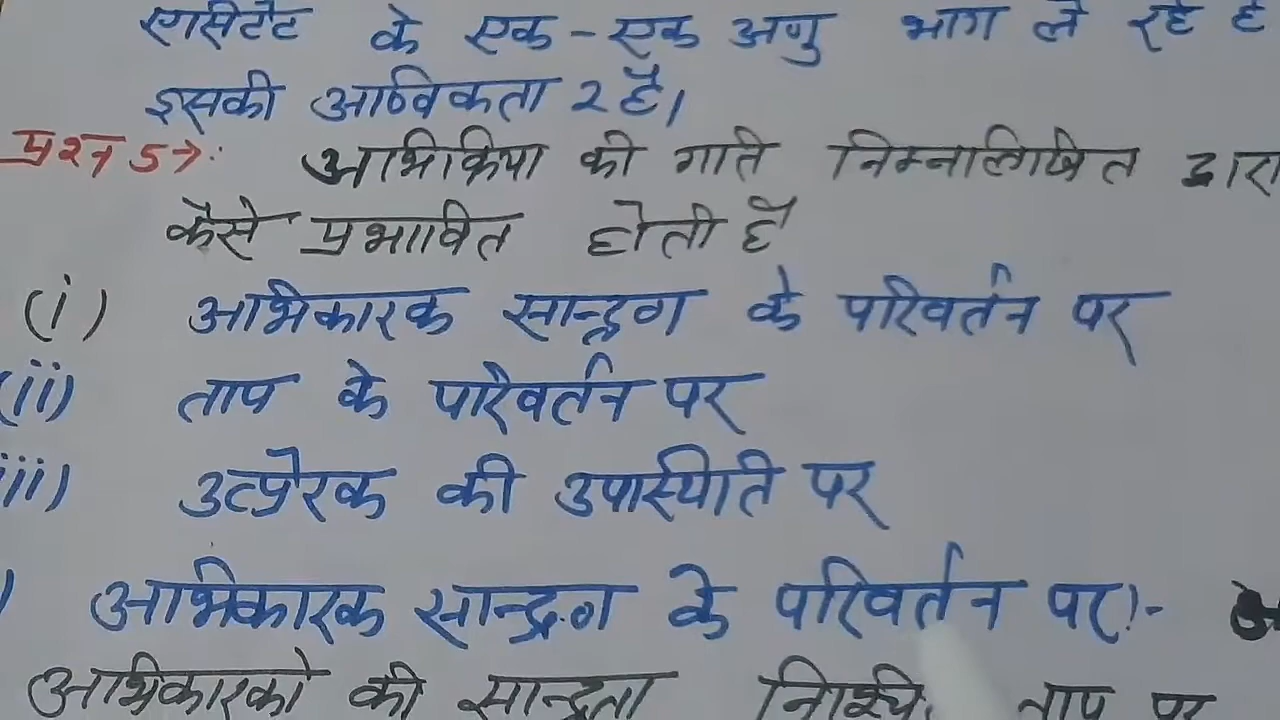 एसीटेट के एक-एक अणु भाग ले रहे है
इसकी आण्विकता 2 है।
प्रश्न 5→: अभिक्रिया की गति निम्नलिखित द्वारा
कैसे प्रभावित होती है
(i) अभिकारक सान्द्रण के परिवर्तन पर
(ii) ताप के परिवर्तन पर
iii) उत्प्रेरक की उपस्थिति पर
) अभिकारक सान्द्रण के परिवर्तन पर:-
अभिकारको की सान्द्रता ताप पर